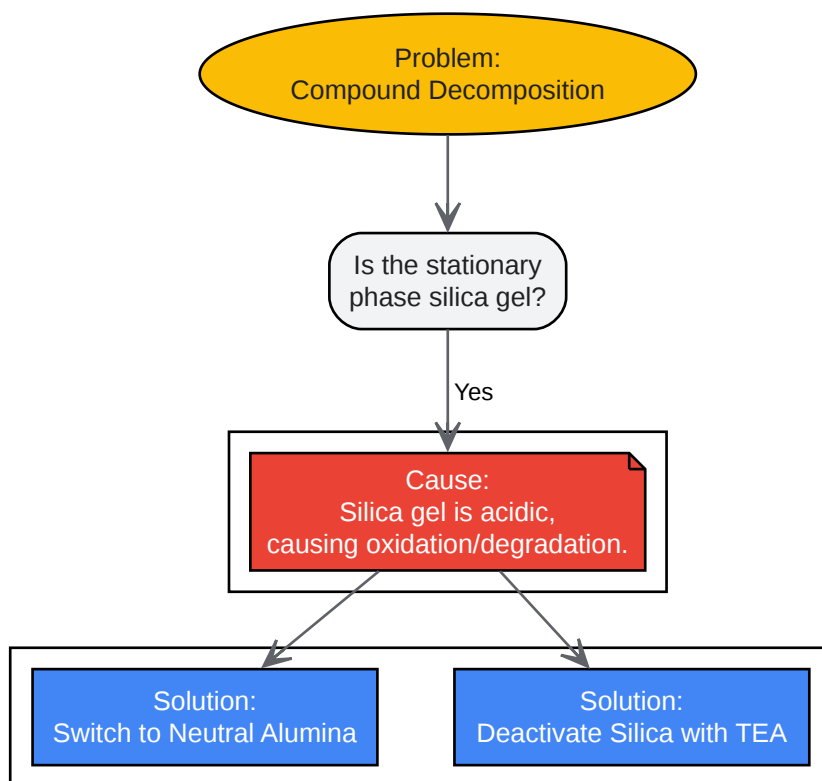 Problem:
Compound Decomposition
Is the stationary
phase silica gel?
Yes
Cause:
Silica gel is acidic,
causing oxidation/degradation.
Solution:
Switch to Neutral Alumina
Solution:
Deactivate Silica with TEA